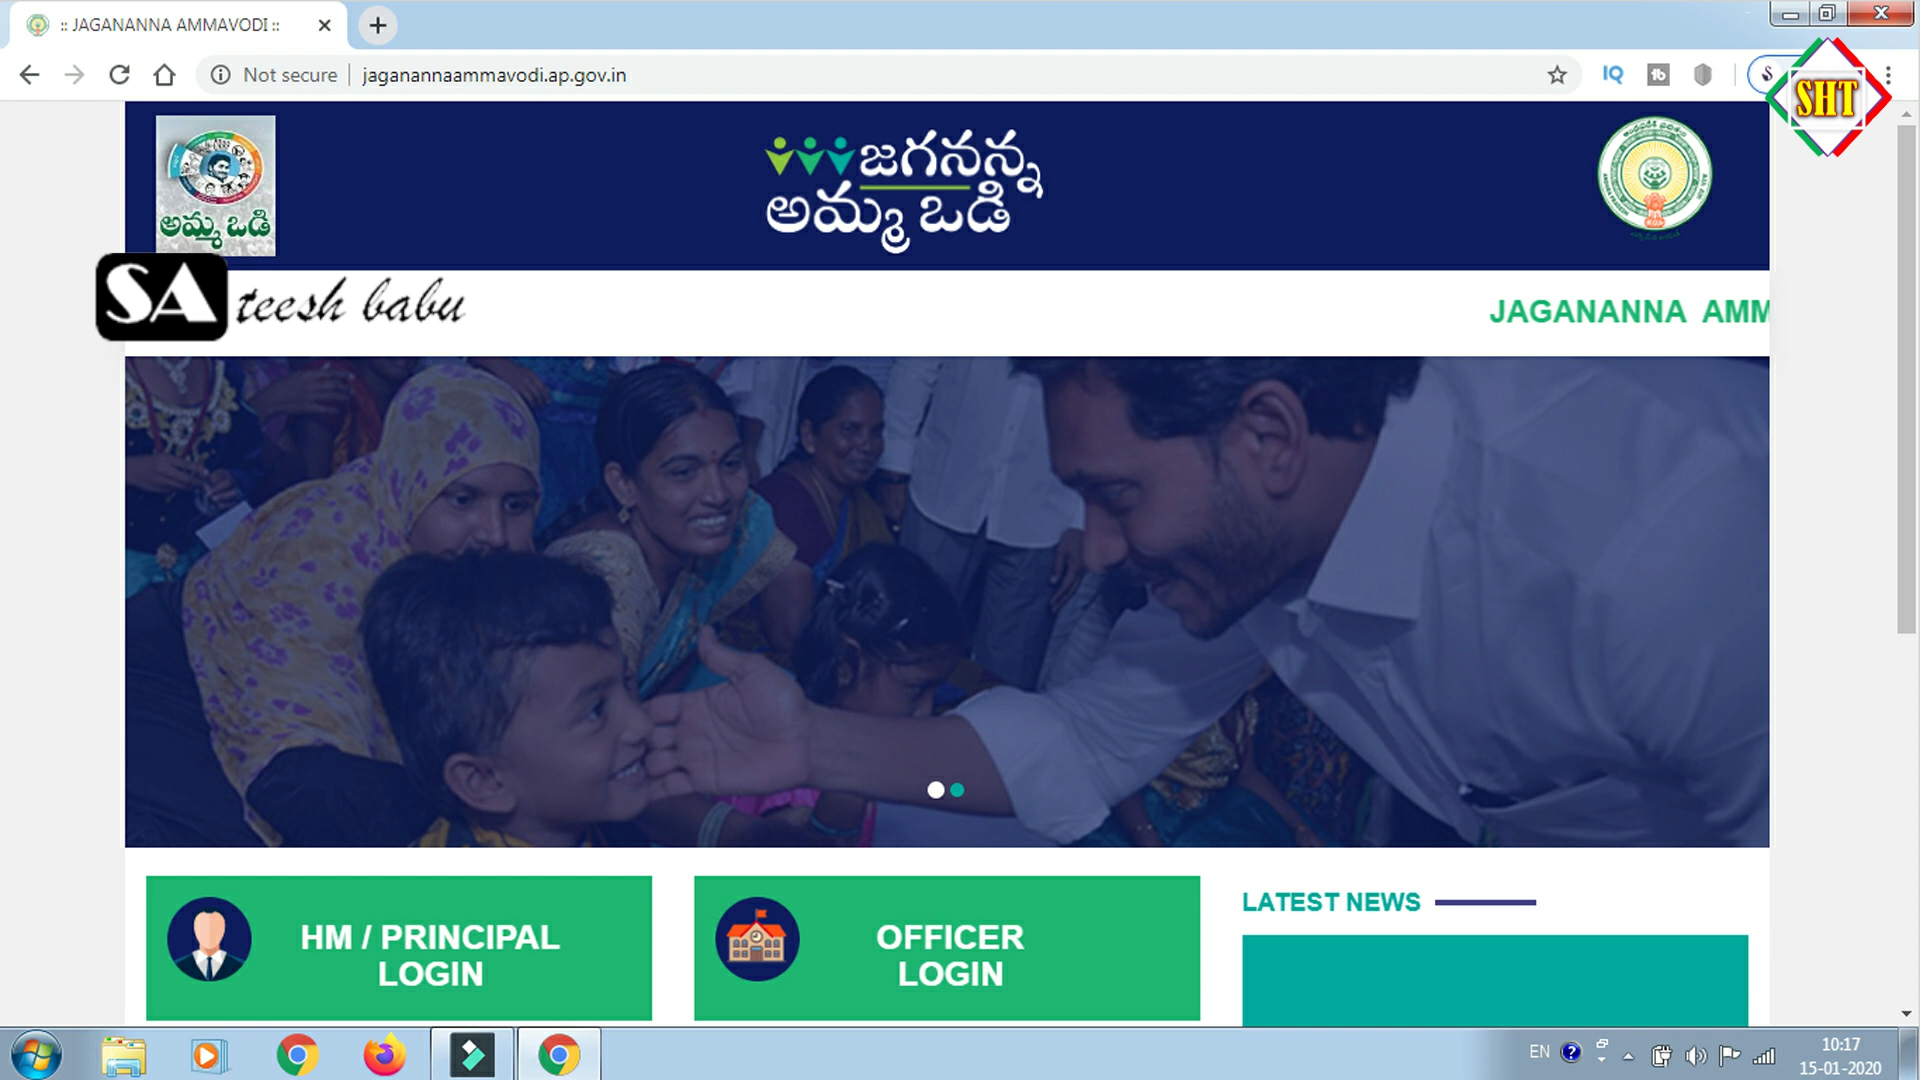 :: JAGANANNA AMMAVODI ::
Not secure
jaganannaammavodi.ap.gov.in
IQ
tb
SHT
అమ్మ ఒడి
జగనన్న
అమ్మ ఒడి
SA teesh babu
JAGANANNA AMM
HM / PRINCIPAL
LOGIN
OFFICER
LOGIN
LATEST NEWS
EN
10:17
15-01-2020